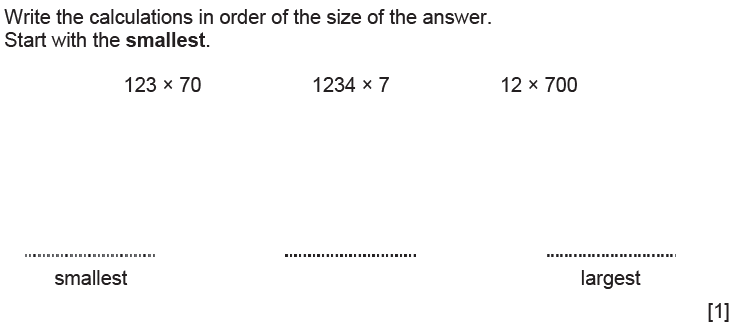 Write the calculations in order of the size of the answer.
Start with the smallest.
123 × 70 1234 × 7 12 × 700
smallest largest
[1]